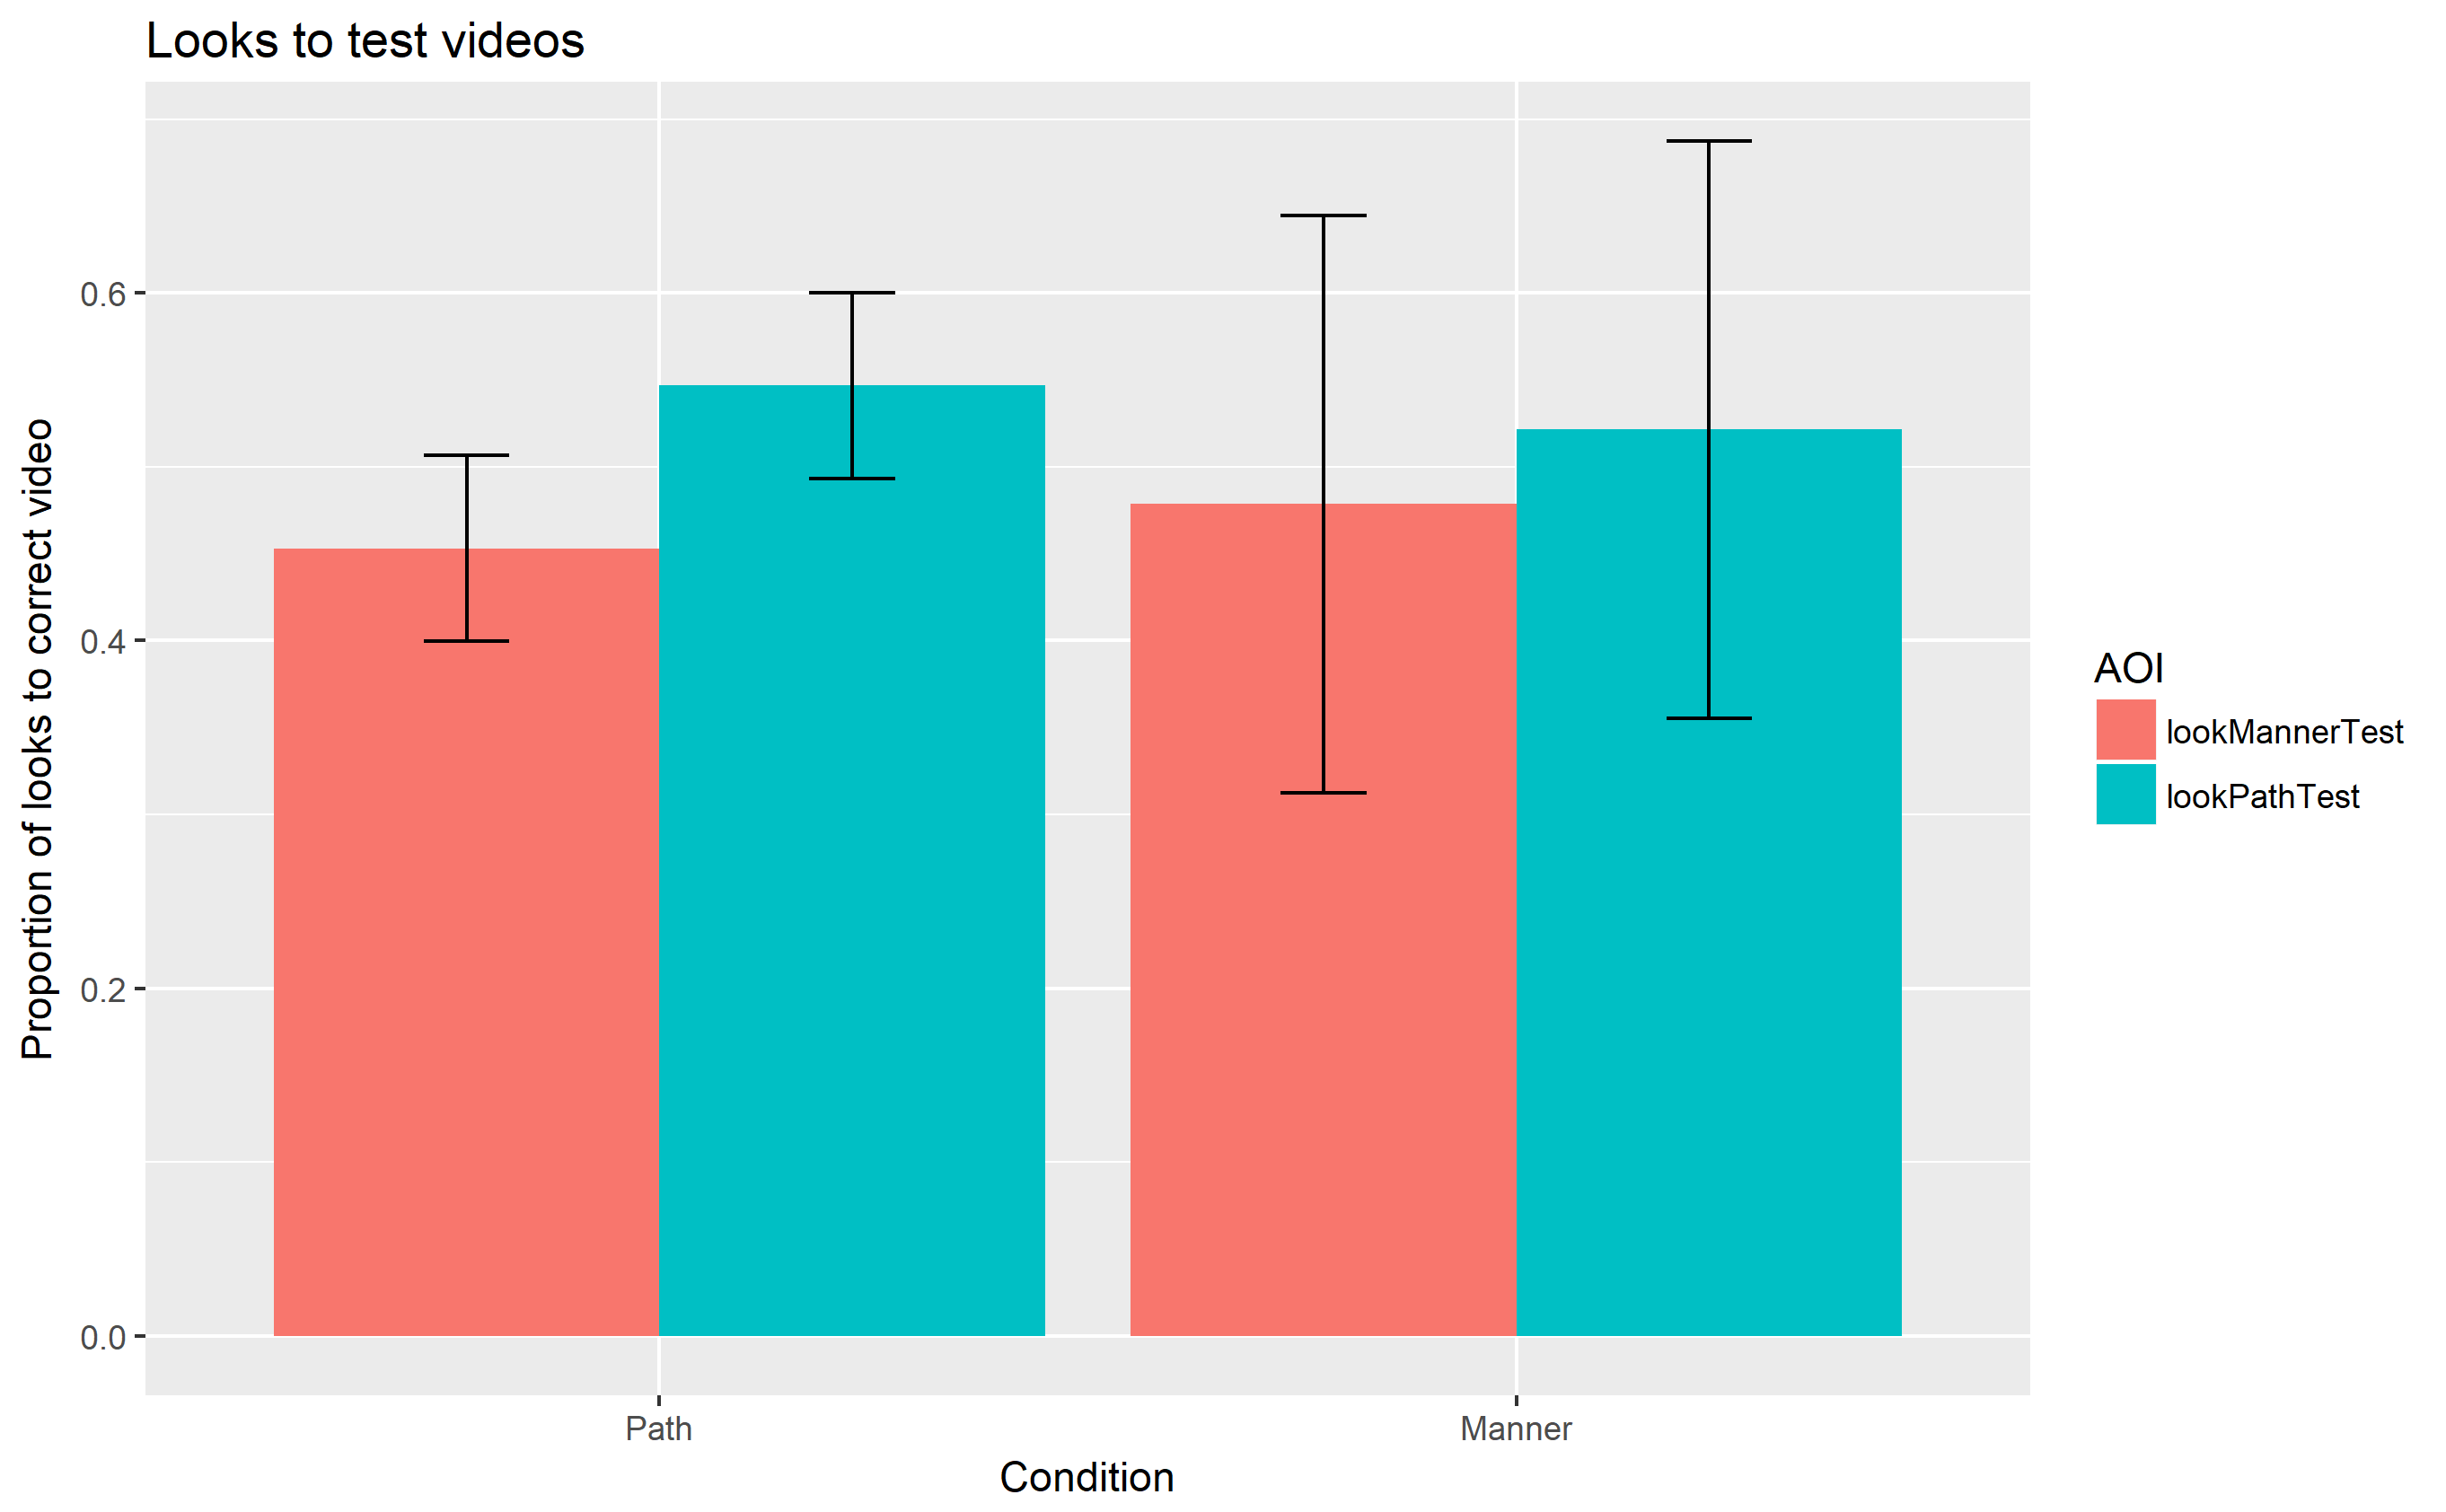 Looks to test videos
Proportion of looks to correct video
0.6
0.4
0.2
0.0
Path
Manner
Condition
AOI
lookMannerTest
lookPathTest